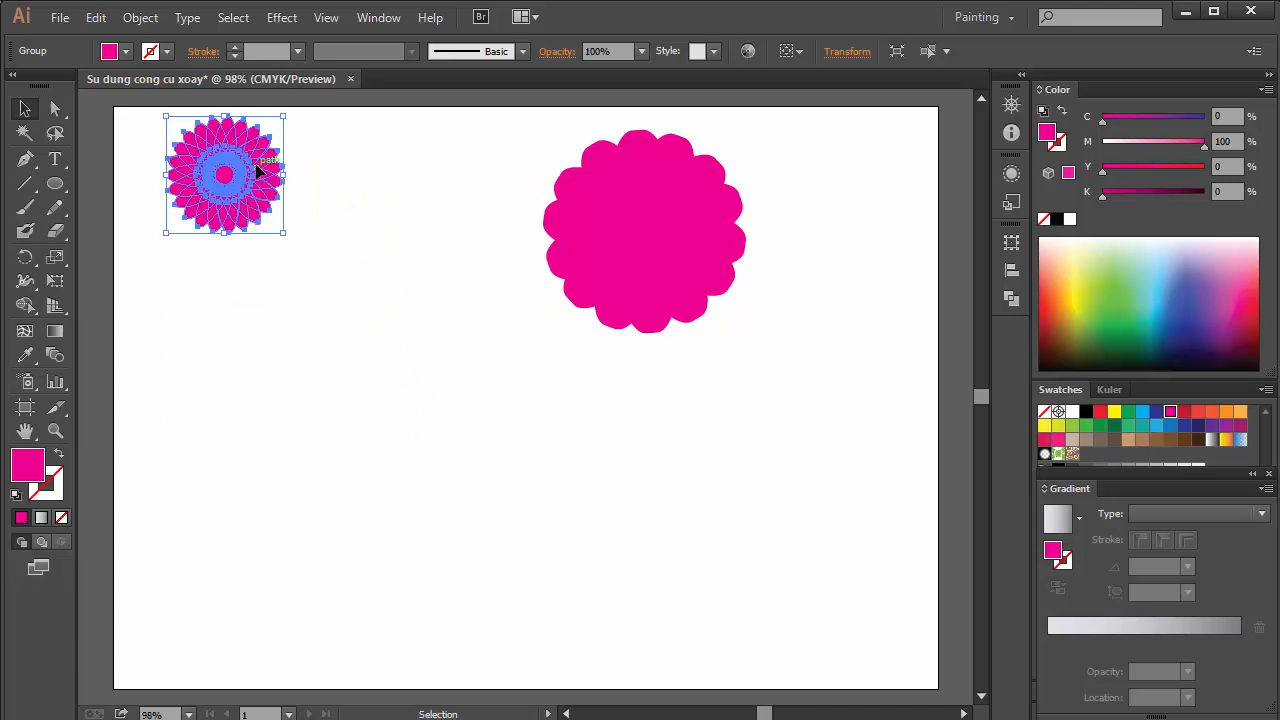 Ai File Edit Object Type Select Effect View Window Help Br Painting
Group Stroke: Basic Opacity: 100% Style: Transform
Su dung cong cu xoay* @ 98% (CMYK/Preview)
path
Color
C 0 %
M 100 %
Y 0 %
K 0 %
Swatches Kuler
Gradient
Type:
Stroke:
Opacity:
Location:
98% 1 Selection